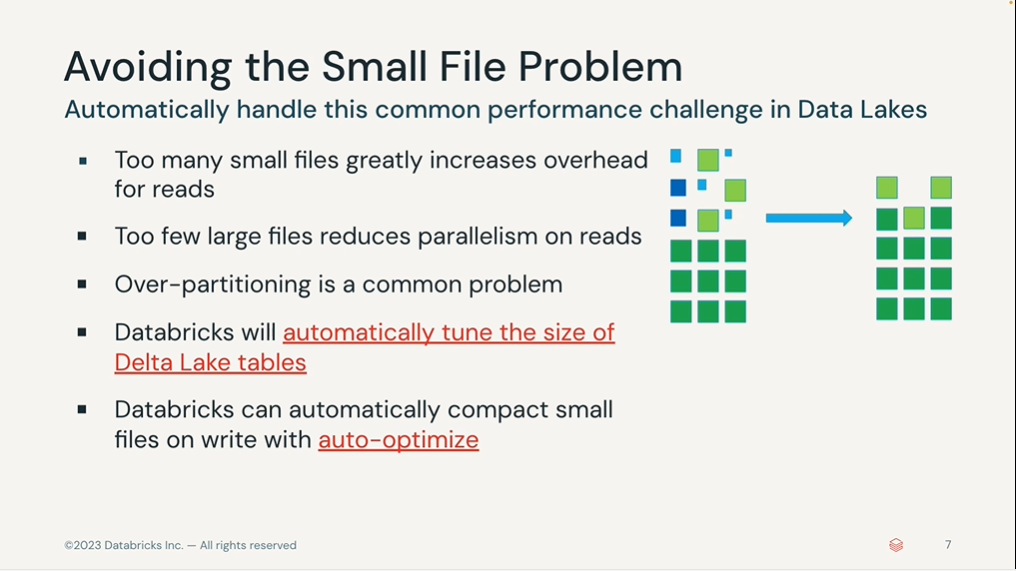 Avoiding the Small File Problem
Automatically handle this common performance challenge in Data Lakes
▪ Too many small files greatly increases overhead
for reads
▪ Too few large files reduces parallelism on reads
▪ Over-partitioning is a common problem
▪ Databricks will automatically tune the size of
Delta Lake tables
▪ Databricks can automatically compact small
files on write with auto-optimize
©2023 Databricks Inc. — All rights reserved
7